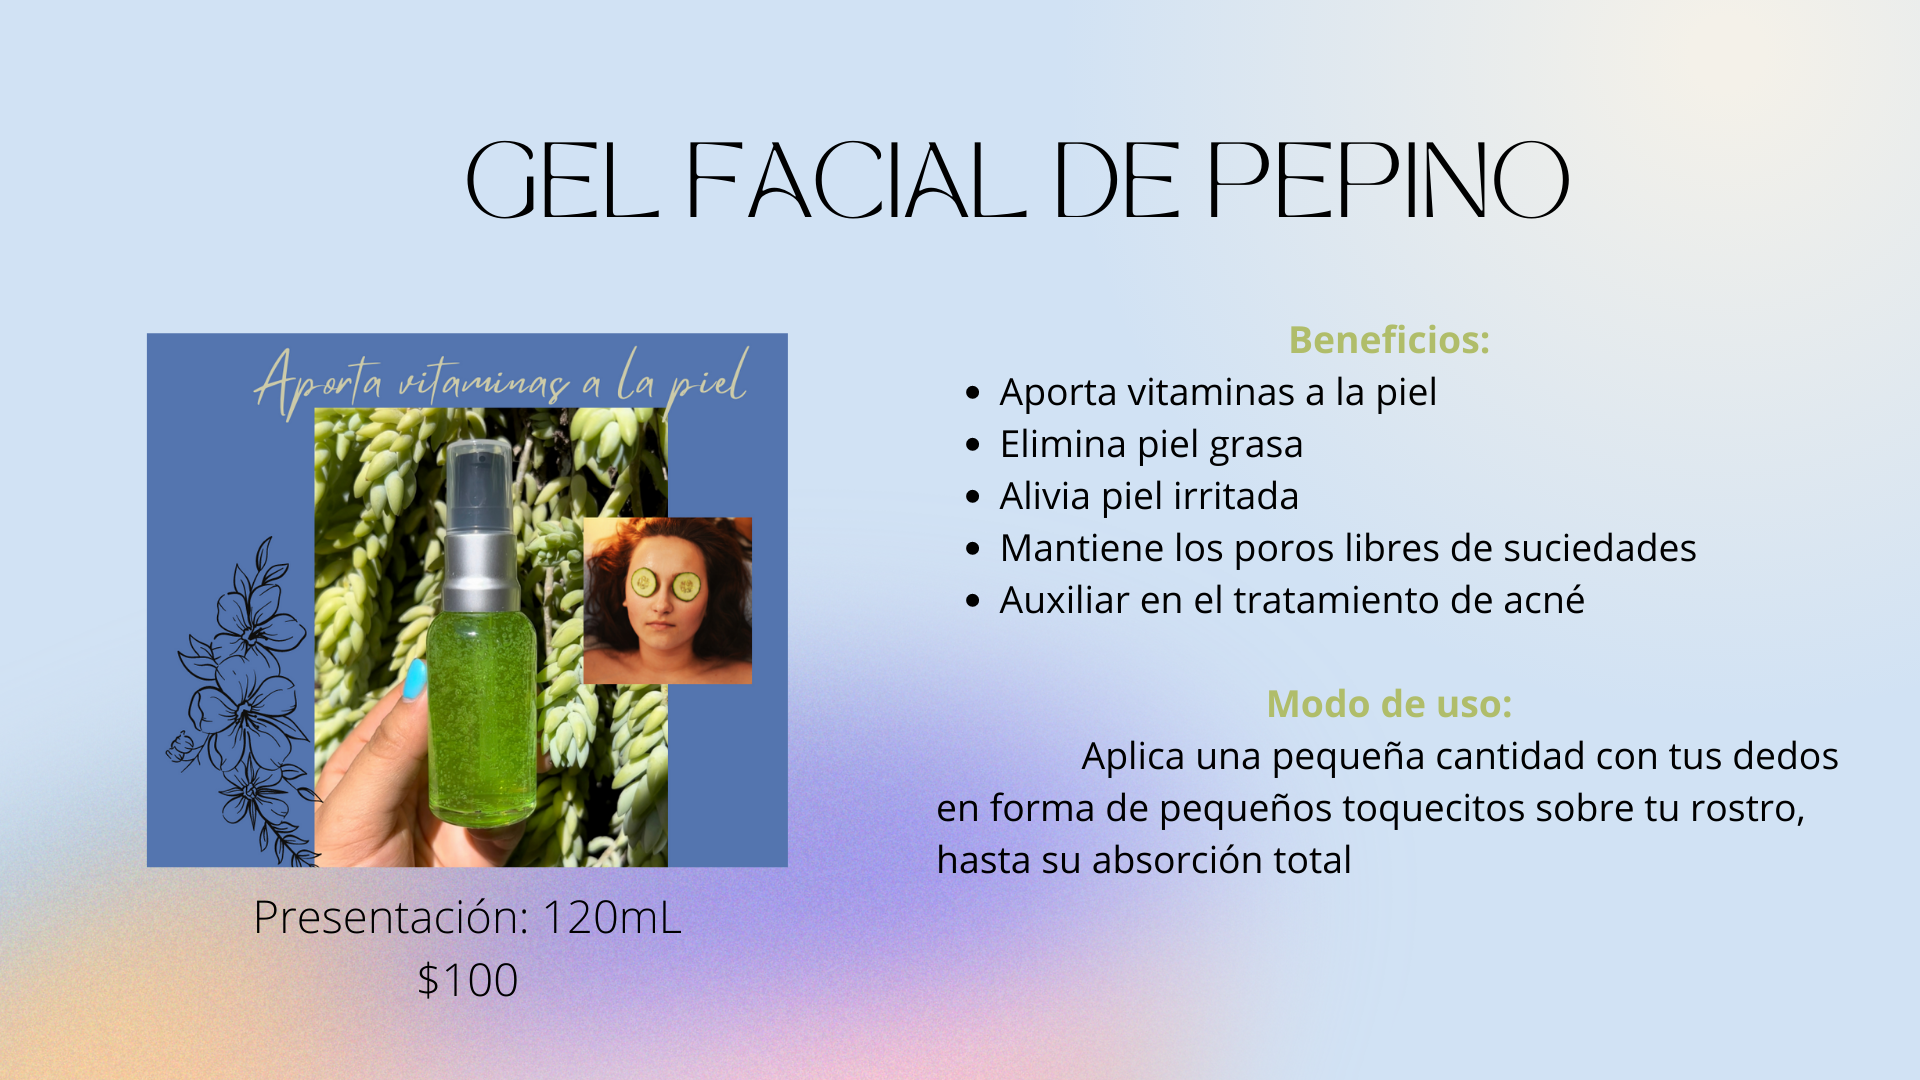 GEL FACIAL DE PEPINO
Aporta vitaminas a la piel
Presentación: 120mL
$100
Beneficios:
• Aporta vitaminas a la piel
• Elimina piel grasa
• Alivia piel irritada
• Mantiene los poros libres de suciedades
• Auxiliar en el tratamiento de acné
Modo de uso:
Aplica una pequeña cantidad con tus dedos
en forma de pequeños toquecitos sobre tu rostro,
hasta su absorción total